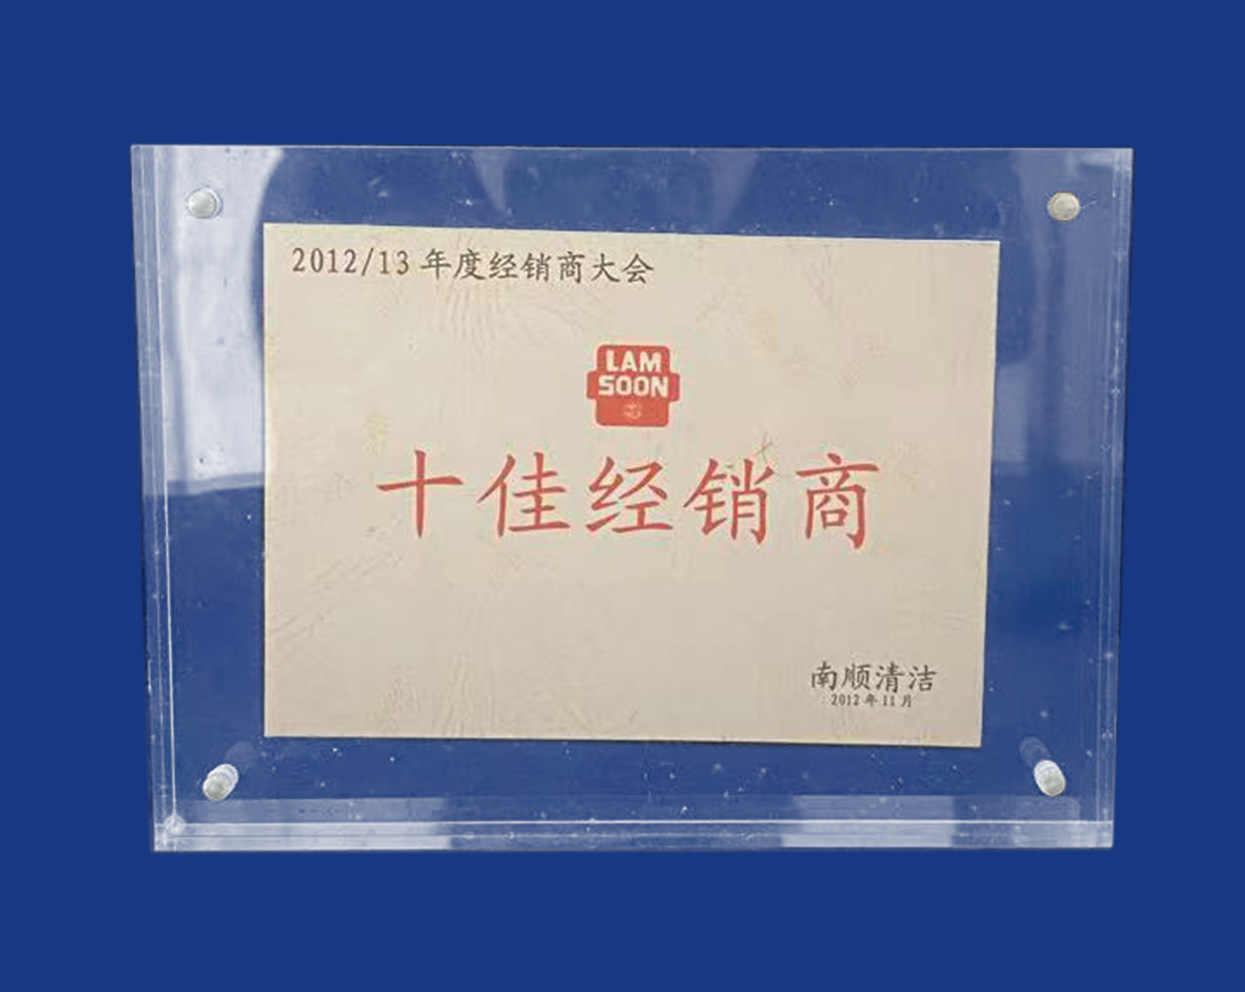 2012/13 年度经销商大会
LAM
SOON
十佳经销商
南顺清洁
2012 年 11 月